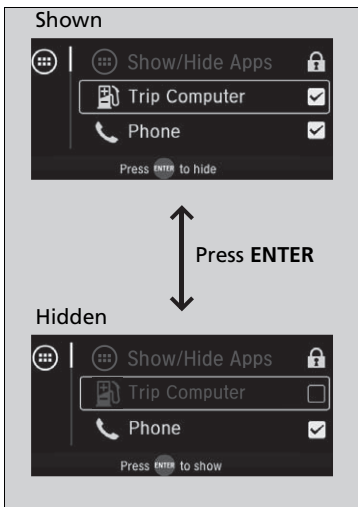 Shown
Show/Hide Apps
Trip Computer
Phone
Press ENTER to hide
Press ENTER
Hidden
Show/Hide Apps
Trip Computer
Phone
Press ENTER to show